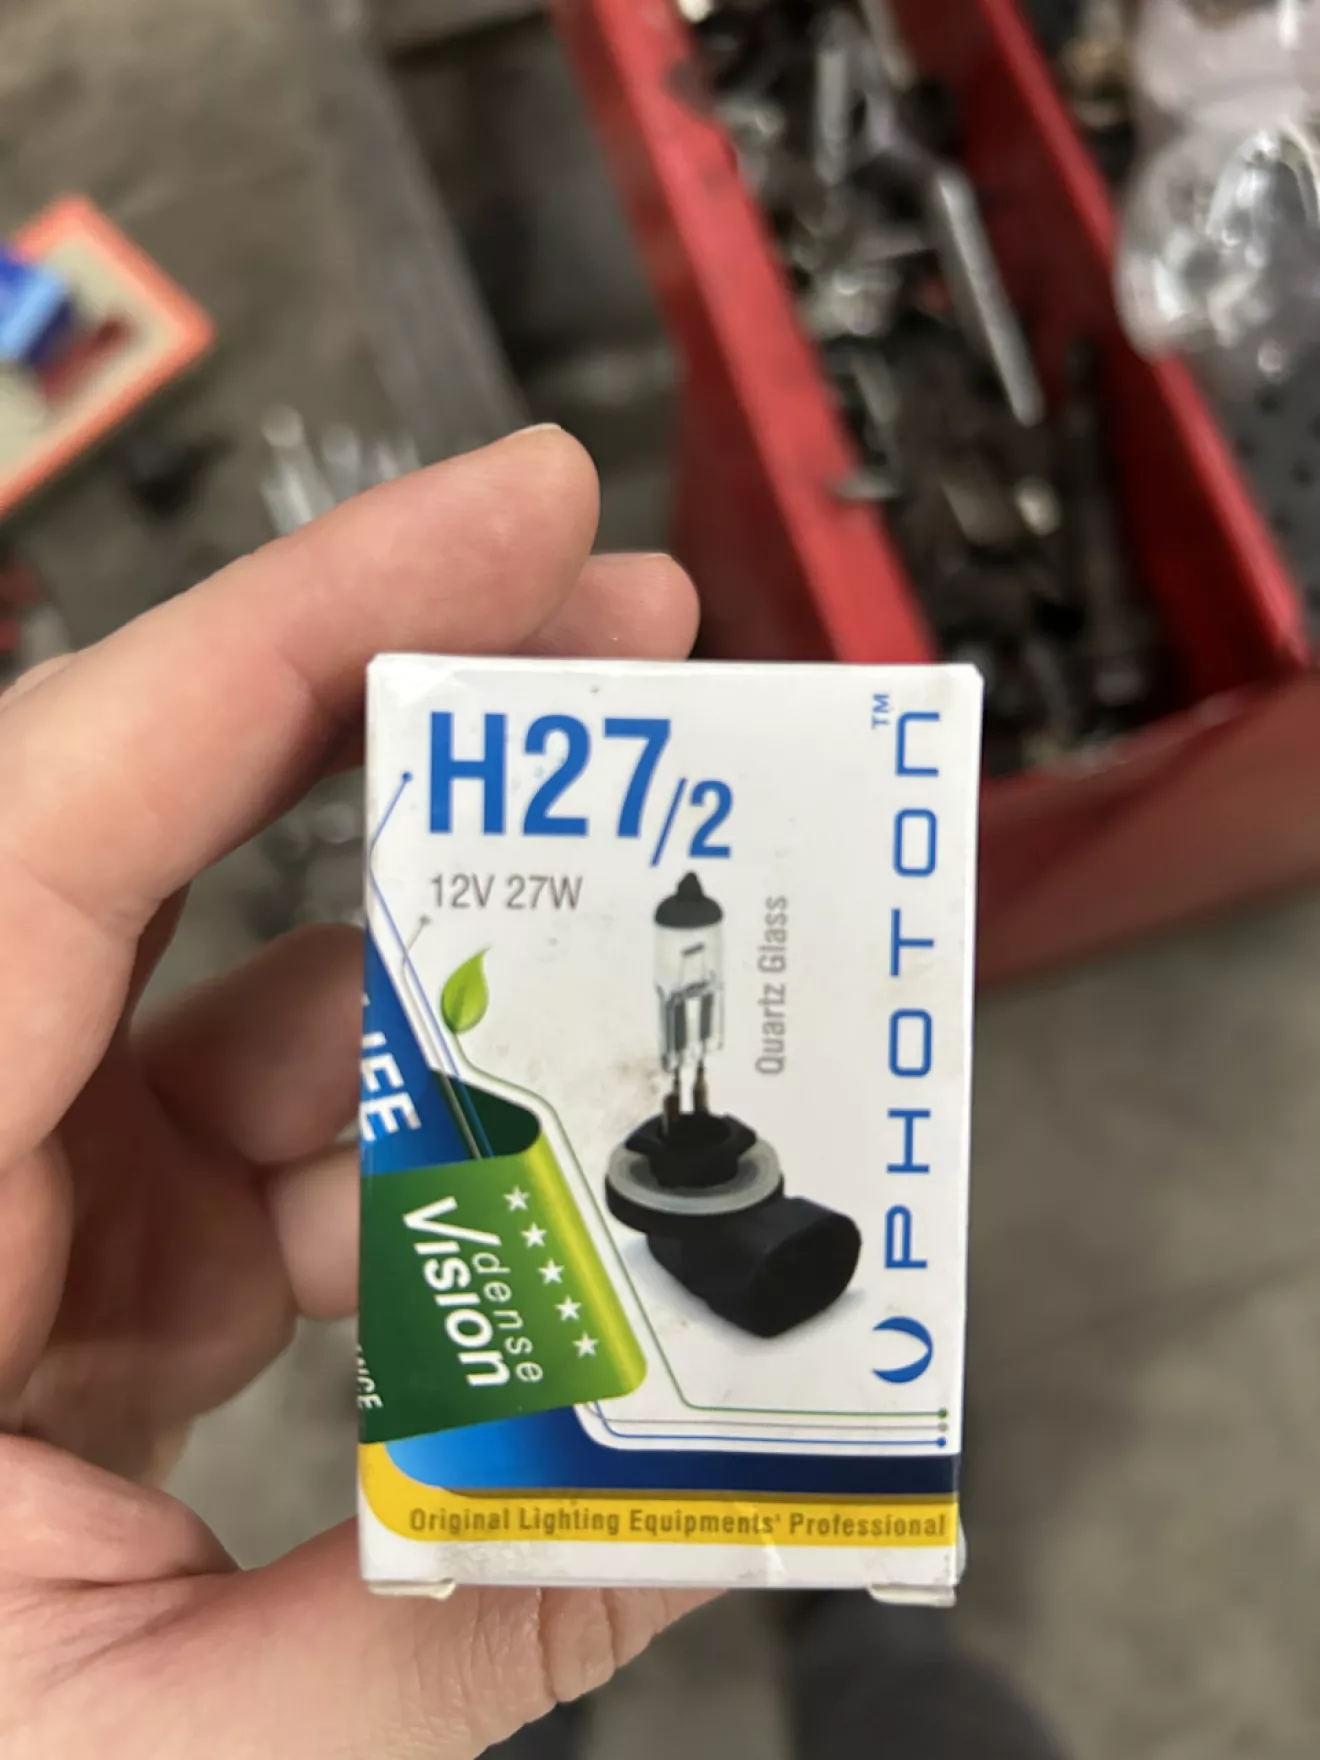 H27/2
12V 27W
Quartz Glass
PHOTON™
Vision
dense
Original Lighting Equipments' Professional